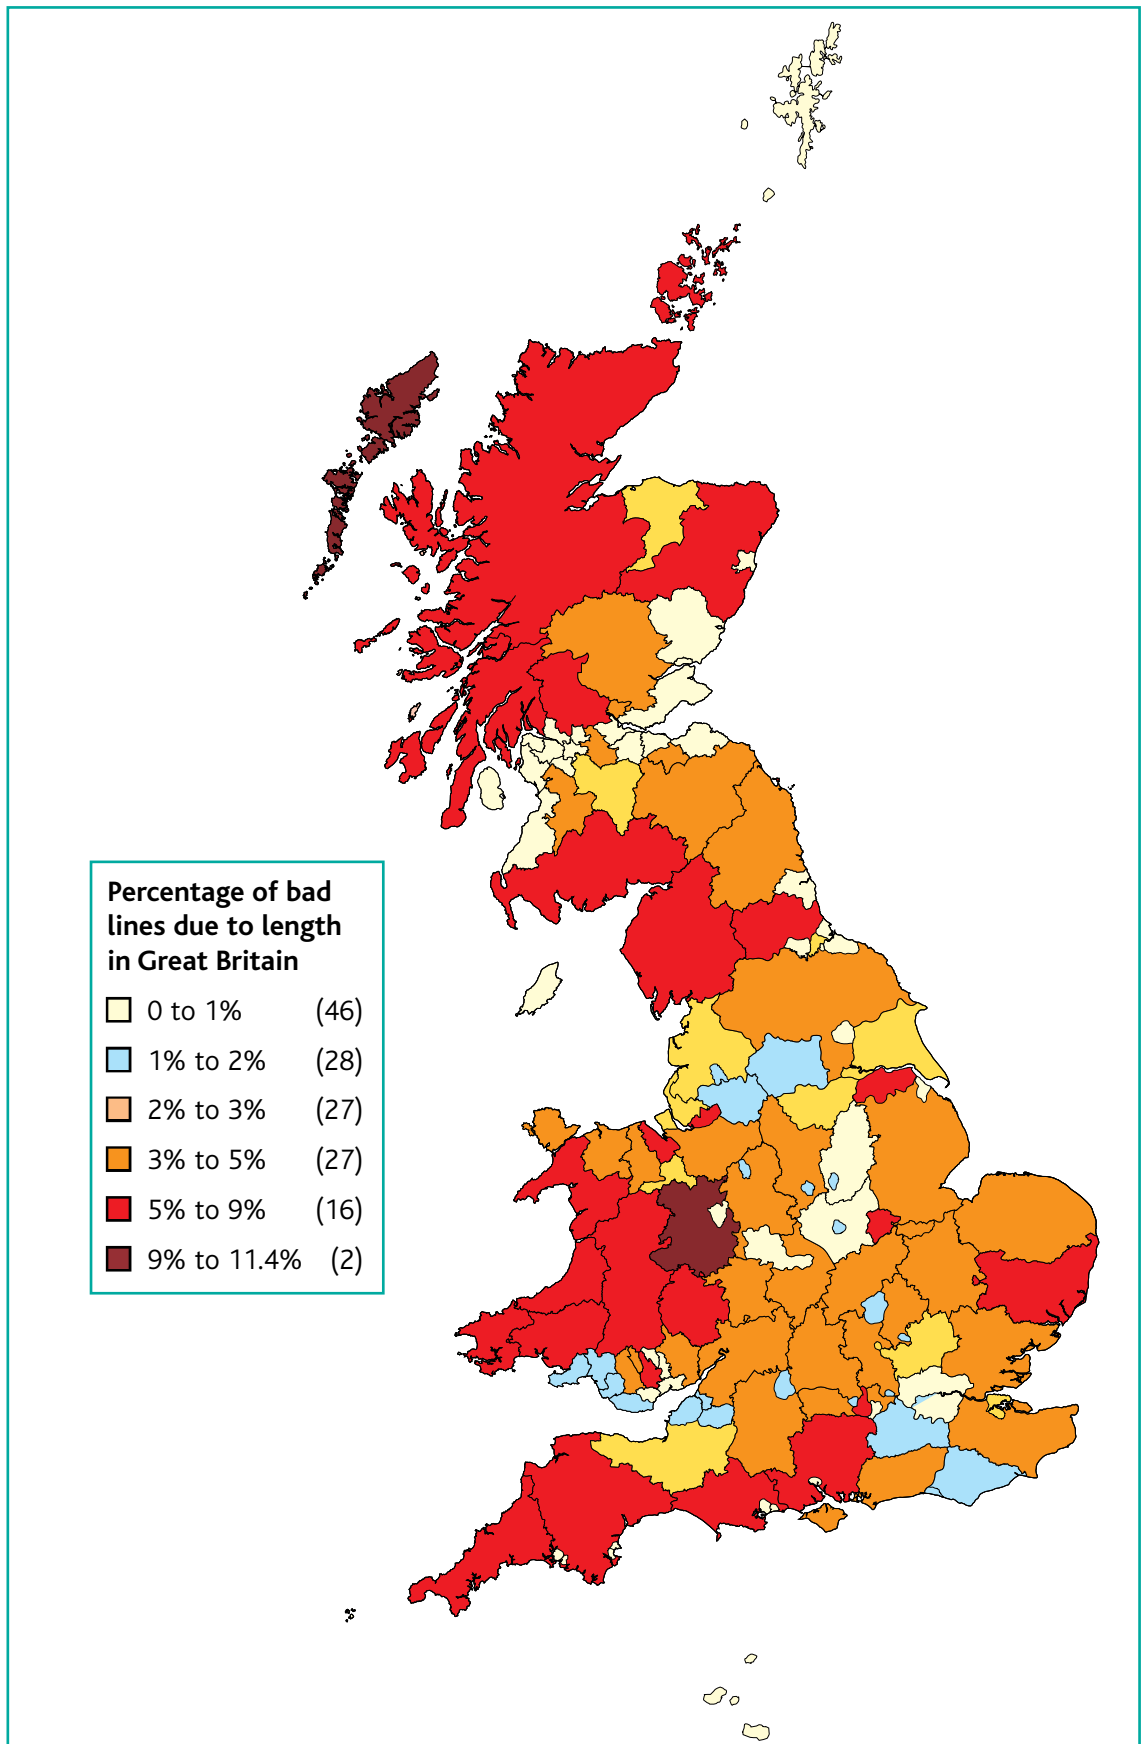 Percentage of bad
lines due to length
in Great Britain
0 to 1% (46)
1% to 2% (28)
2% to 3% (27)
3% to 5% (27)
5% to 9% (16)
9% to 11.4% (2)